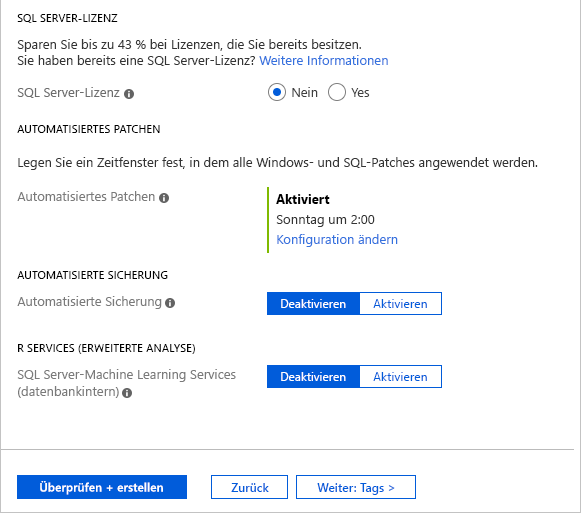 SQL SERVER-LIZENZ
Sparen Sie bis zu 43 % bei Lizenzen, die Sie bereits besitzen.
Sie haben bereits eine SQL Server-Lizenz? Weitere Informationen
SQL Server-Lizenz
Nein Yes
AUTOMATISIERTES PATCHEN
Legen Sie ein Zeitfenster fest, in dem alle Windows- und SQL-Patches angewendet werden.
Automatisiertes Patchen
Aktiviert
Sonntag um 2:00
Konfiguration ändern
AUTOMATISIERTE SICHERUNG
Automatisierte Sicherung
Deaktivieren Aktivieren
R SERVICES (ERWEITERTE ANALYSE)
SQL Server-Machine Learning Services
(datenbankintern)
Deaktivieren Aktivieren
Überprüfen + erstellen Zurück Weiter: Tags >